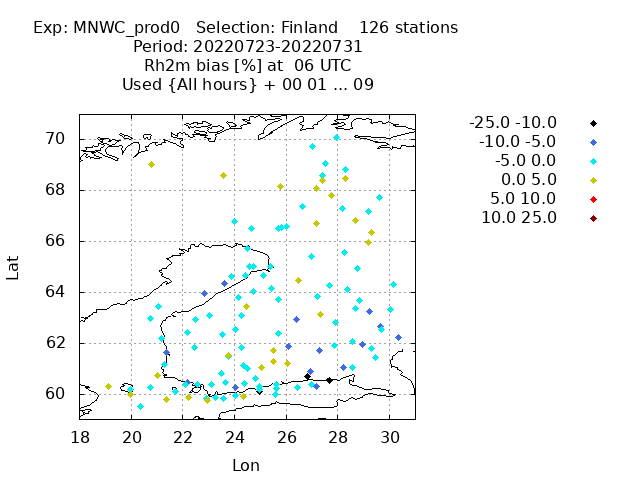 Exp: MNWC_prod0   Selection: Finland    126 stations
Period: 20220723-20220731
Rh2m bias [%] at  06 UTC
Used {All hours} + 00 01 ... 09
-25.0 -10.0
-10.0 -5.0
-5.0 0.0
0.0 5.0
5.0 10.0
10.0 25.0
Lat
70
68
66
64
62
60
18 20 22 24 26 28 30
Lon